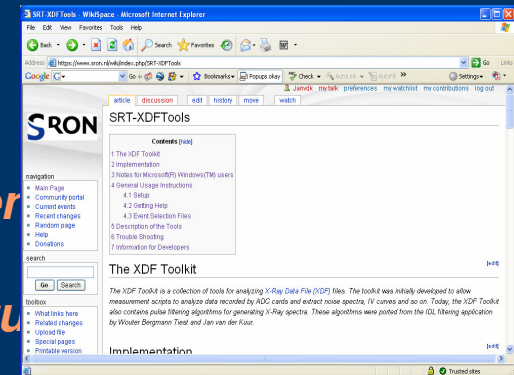 SRT-XDFTools - WikiSpace - Microsoft Internet Explorer
File Edit View Favorites Tools Help
Back Search Favorites
Address https://www.sron.nl/wiki/index.php/SRT-XDFTools Go Links
Google G Go Bookmarks Popups okay Check AutoLink AutoFill Settings
Janvdk my talk preferences my watchlist my contributions log out
article discussion edit history move watch
SRON
SRT-XDFTools
Contents [hide]
1 The XDF Toolkit
2 Implementation
3 Notes for Microsoft(R) Windows(TM) users
4 General Usage Instructions
4.1 Setup
4.2 Getting Help
4.3 Event Selection Files
5 Description of the Tools
6 Trouble Shooting
7 Information for Developers
navigation
Main Page
Community portal
Current events
Recent changes
Random page
Help
Donations
search
Go Search
toolbox
What links here
Related changes
Upload file
Special pages
Printable version
The XDF Toolkit [edit]
The XDF Toolkit is a collection of tools for analyzing X-Ray Data File (XDF) files. The toolkit was initially developed to allow
measurement scripts to analyze data recorded by ADC cards and extract noise spectra, IV curves and so on. Today, the XDF Toolkit
also contains pulse filtering algorithms for generating X-Ray spectra. These algorithms were ported from the IDL filtering application
by Wouter Bergmann Tiest and Jan van der Kuur.
Implementation [edit]
Trusted sites